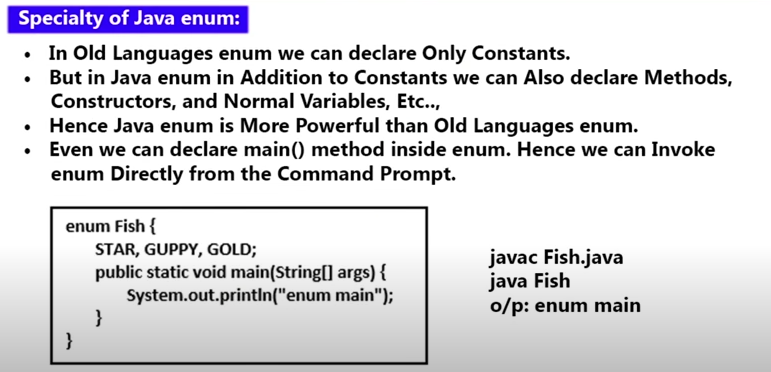 Specialty of Java enum:
• In Old Languages enum we can declare Only Constants.
• But in Java enum in Addition to Constants we can Also declare Methods,
Constructors, and Normal Variables, Etc..,
• Hence Java enum is More Powerful than Old Languages enum.
• Even we can declare main() method inside enum. Hence we can Invoke
enum Directly from the Command Prompt.
enum Fish {
STAR, GUPPY, GOLD;
public static void main(String[] args) {
System.out.println("enum main");
}
}
javac Fish.java
java Fish
o/p: enum main